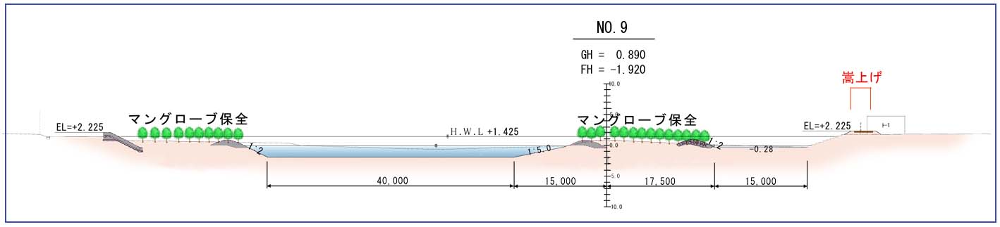 NO.9
GH = 0.890
FH = -1.920
嵩上げ
10.0
マングローブ保全
マングローブ保全
5.0
EL=+2.225
H.W.L +1.425
EL=+2.225
H1
1:2
1:5.0
0.0
1:2
-0.28
-5.0
40,000
15,000
17,500
15,000
-10.0